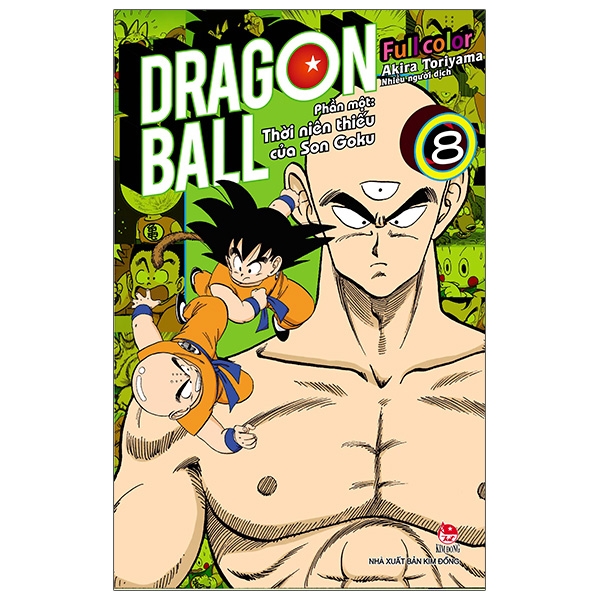 DRAGON
BALL
Full color
Akira Toriyama
Nhiều người dịch
Phần một:
Thời niên thiếu
của Son Goku
8
KIM ĐỒNG
NHÀ XUẤT BẢN KIM ĐỒNG